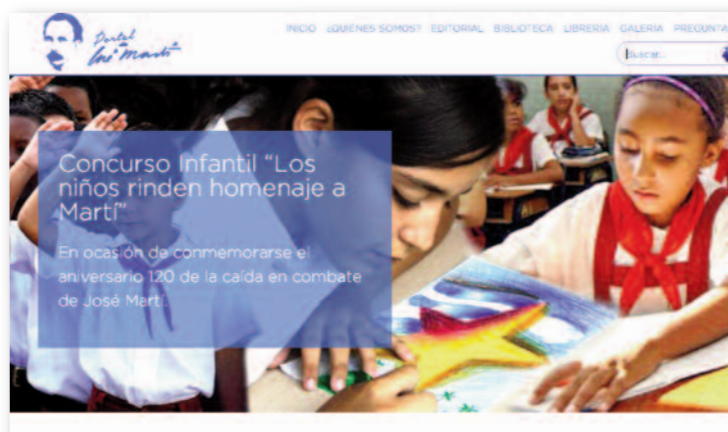 Portal
José Martí
INICIO ¿QUIÉNES SOMOS? EDITORIAL BIBLIOTECA LIBRERÍA GALERÍA PREGUNTA
Buscar...
Concurso Infantil “Los
niños rinden homenaje a
Martí”
En ocasión de conmemorarse el
aniversario 120 de la caída en combate
de José Martí.